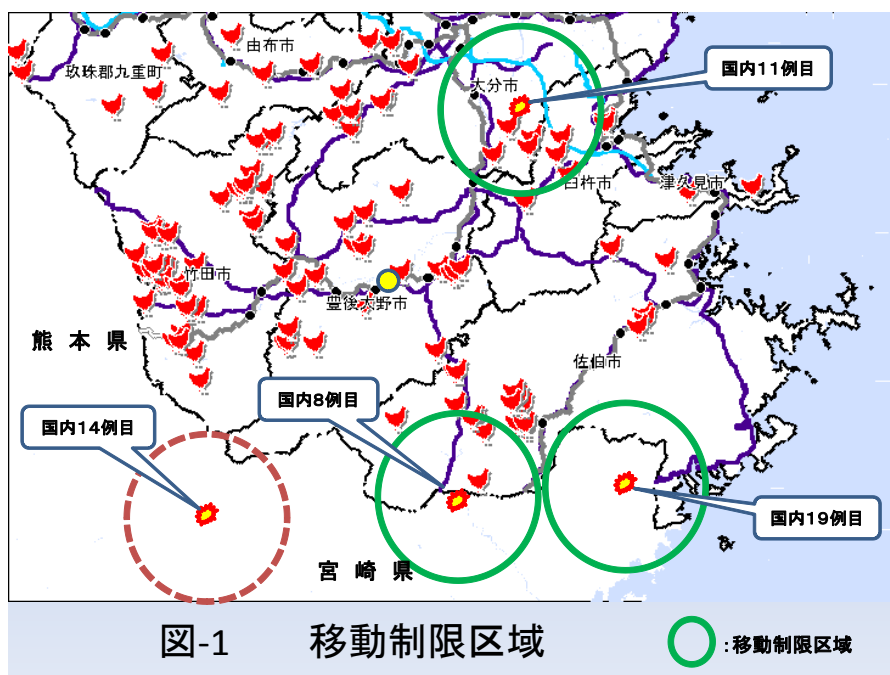 由布市
玖珠郡九重町
国内11例目
大分市
臼杵市
津久見市
竹田市
豊後大野市
熊本県
佐伯市
国内8例目
国内14例目
国内19例目
宮崎県
図-1 移動制限区域
:移動制限区域